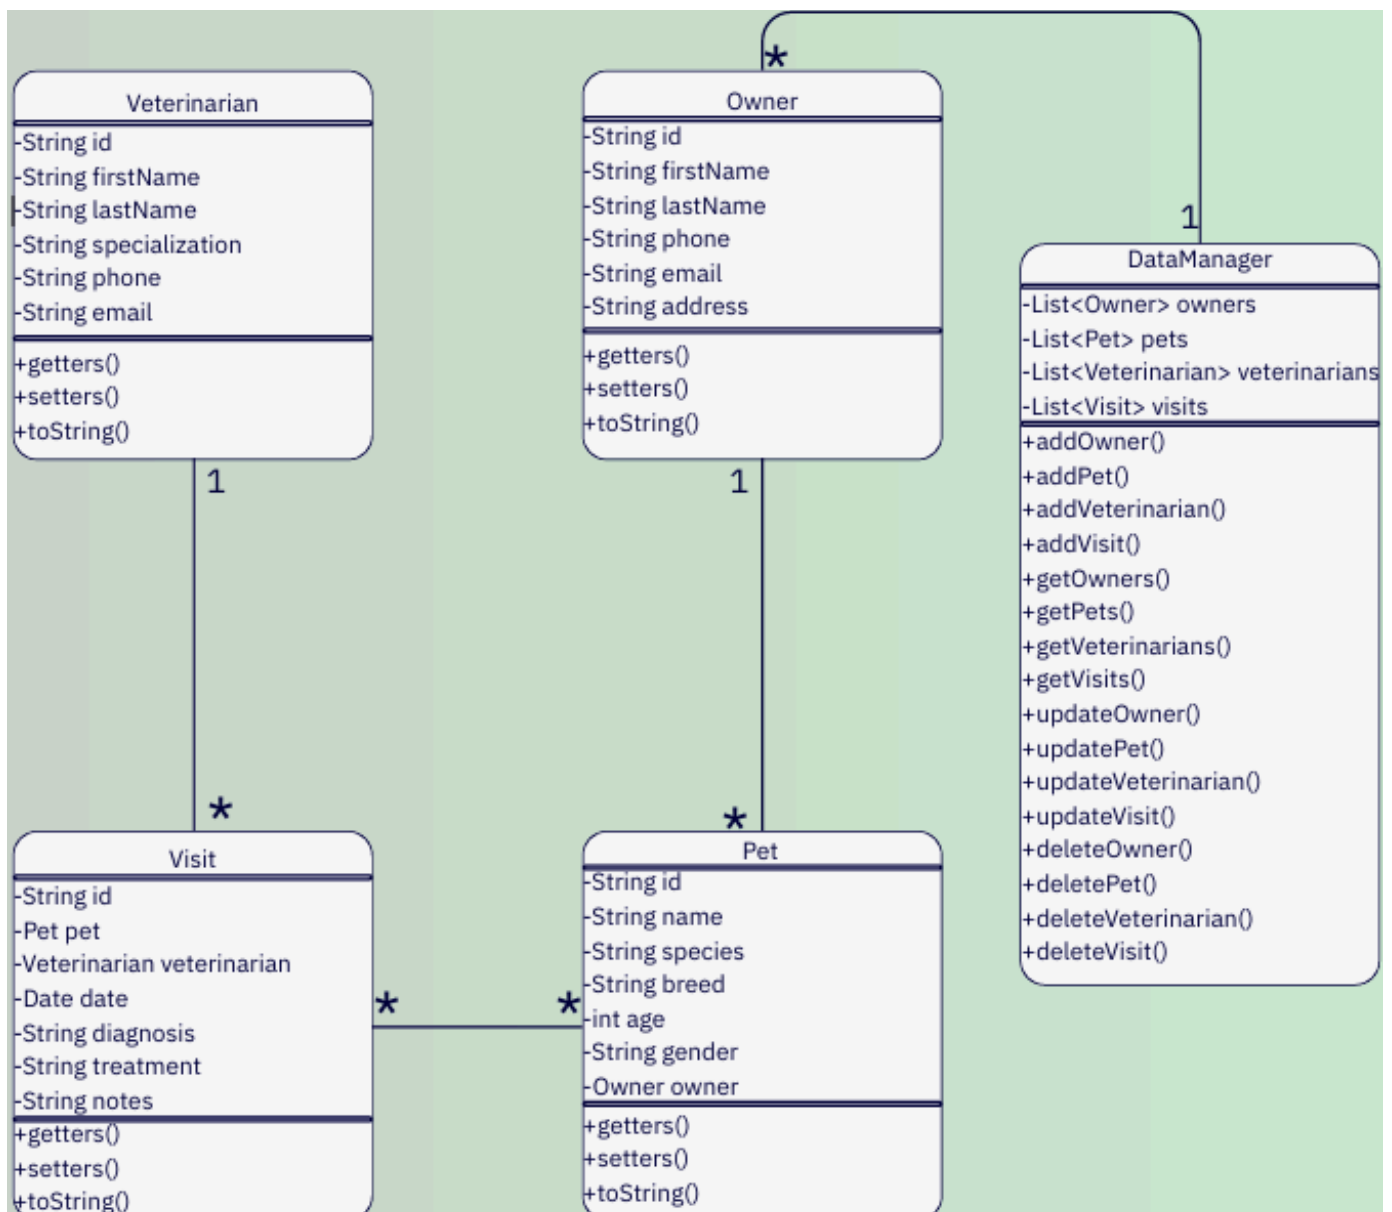 Veterinarian
-String id
-String firstName
-String lastName
-String specialization
-String phone
-String email
+getters()
+setters()
+toString()
1
*
Owner
-String id
-String firstName
-String lastName
-String phone
-String email
-String address
+getters()
+setters()
+toString()
1
1
DataManager
-List<Owner> owners
-List<Pet> pets
-List<Veterinarian> veterinarians
-List<Visit> visits
+addOwner()
+addPet()
+addVeterinarian()
+addVisit()
+getOwners()
+getPets()
+getVeterinarians()
+getVisits()
+updateOwner()
+updatePet()
+updateVeterinarian()
+updateVisit()
+deleteOwner()
+deletePet()
+deleteVeterinarian()
+deleteVisit()
*
Visit
-String id
-Pet pet
-Veterinarian veterinarian
-Date date
-String diagnosis
-String treatment
-String notes
+getters()
+setters()
+toString()
* *
*
Pet
-String id
-String name
-String species
-String breed
-int age
-String gender
-Owner owner
+getters()
+setters()
+toString()